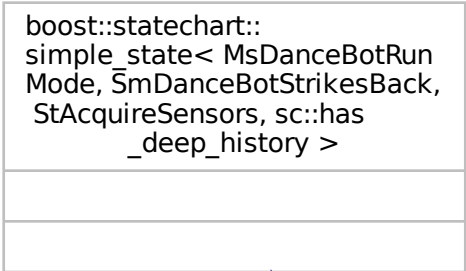 boost::statechart::
simple_state< MsDanceBotRun
Mode, SmDanceBotStrikesBack,
StAcquireSensors, sc::has
_deep_history >